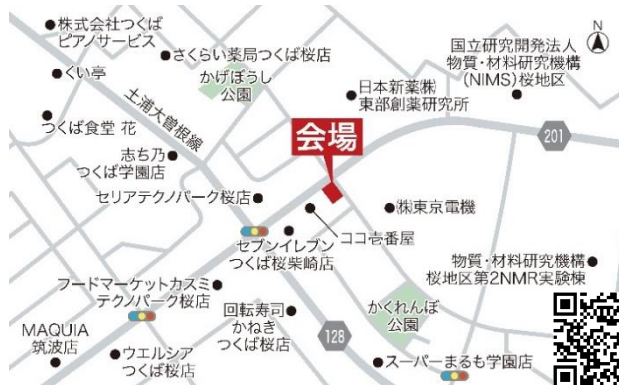 株式会社つくば
ピアノサービス
さくらい薬局つくば桜店
かげぼうし
公園
国立研究開発法人
物質・材料研究機構
(NIMS)桜地区
N
くい亭
日本新薬㈱
東部創薬研究所
つくば食堂 花
土浦大曽根線
志ち乃
つくば学園店
会場
201
セリアテクノパーク桜店
㈱東京電機
ココ壱番屋
セブンイレブン
つくば桜柴崎店
物質・材料研究機構
桜地区第2NMR実験棟
フードマーケットカスミ
テクノパーク桜店
回転寿司
かねき
つくば桜店
かくれんぼ
公園
128
MAQUIA
筑波店
ウエルシア
つくば桜店
スーパーまるも学園店